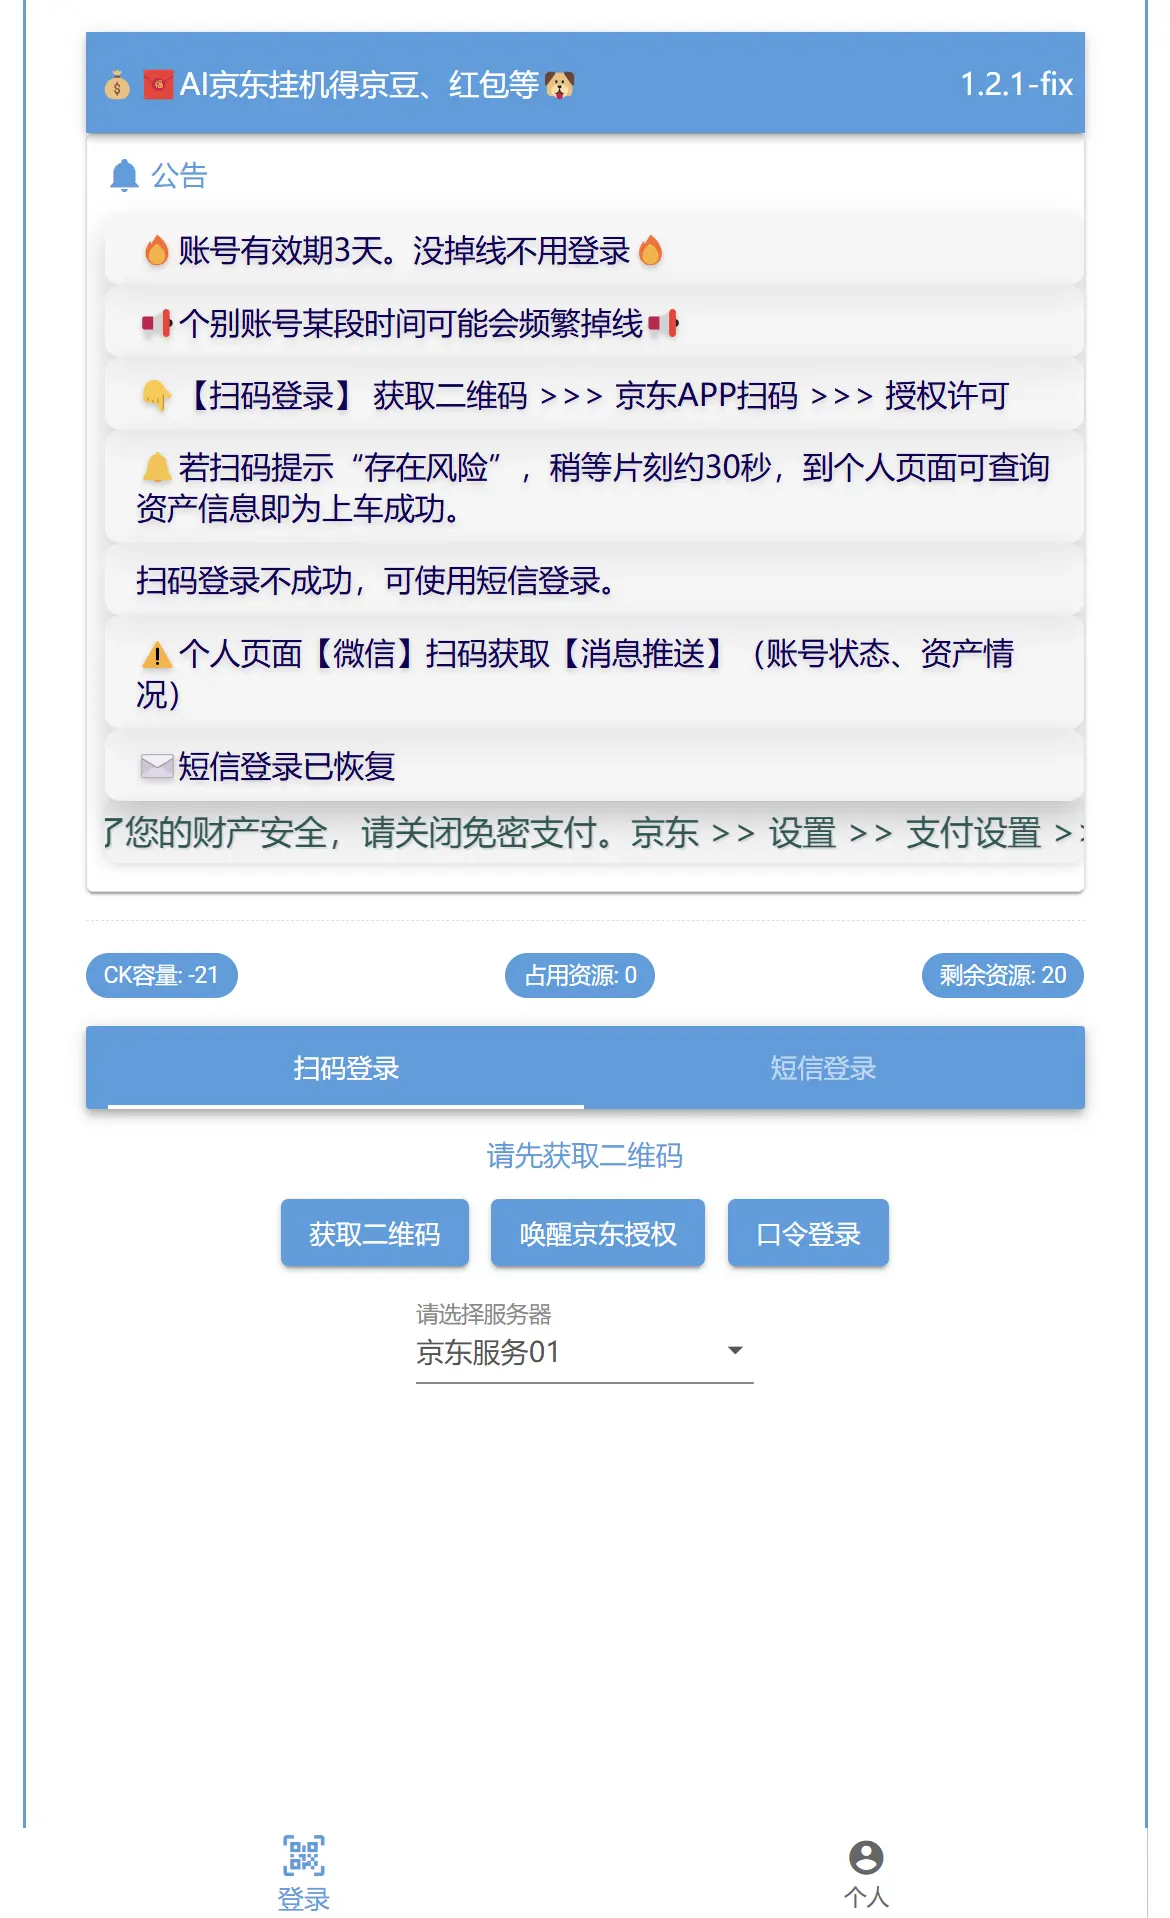 AI京东挂机得京豆、红包等
1.2.1-fix
公告
账号有效期3天。没掉线不用登录
个别账号某段时间可能会频繁掉线
【扫码登录】 获取二维码 >>> 京东APP扫码 >>> 授权许可
若扫码提示“存在风险”，稍等片刻约30秒，到个人页面可查询
资产信息即为上车成功。
扫码登录不成功，可使用短信登录。
个人页面【微信】扫码获取【消息推送】（账号状态、资产情
况）
短信登录已恢复
了您的财产安全，请关闭免密支付。京东 >> 设置 >> 支付设置 >>
CK容量: -21
占用资源: 0
剩余资源: 20
扫码登录
短信登录
请先获取二维码
获取二维码
唤醒京东授权
口令登录
请选择服务器
京东服务01
登录
个人